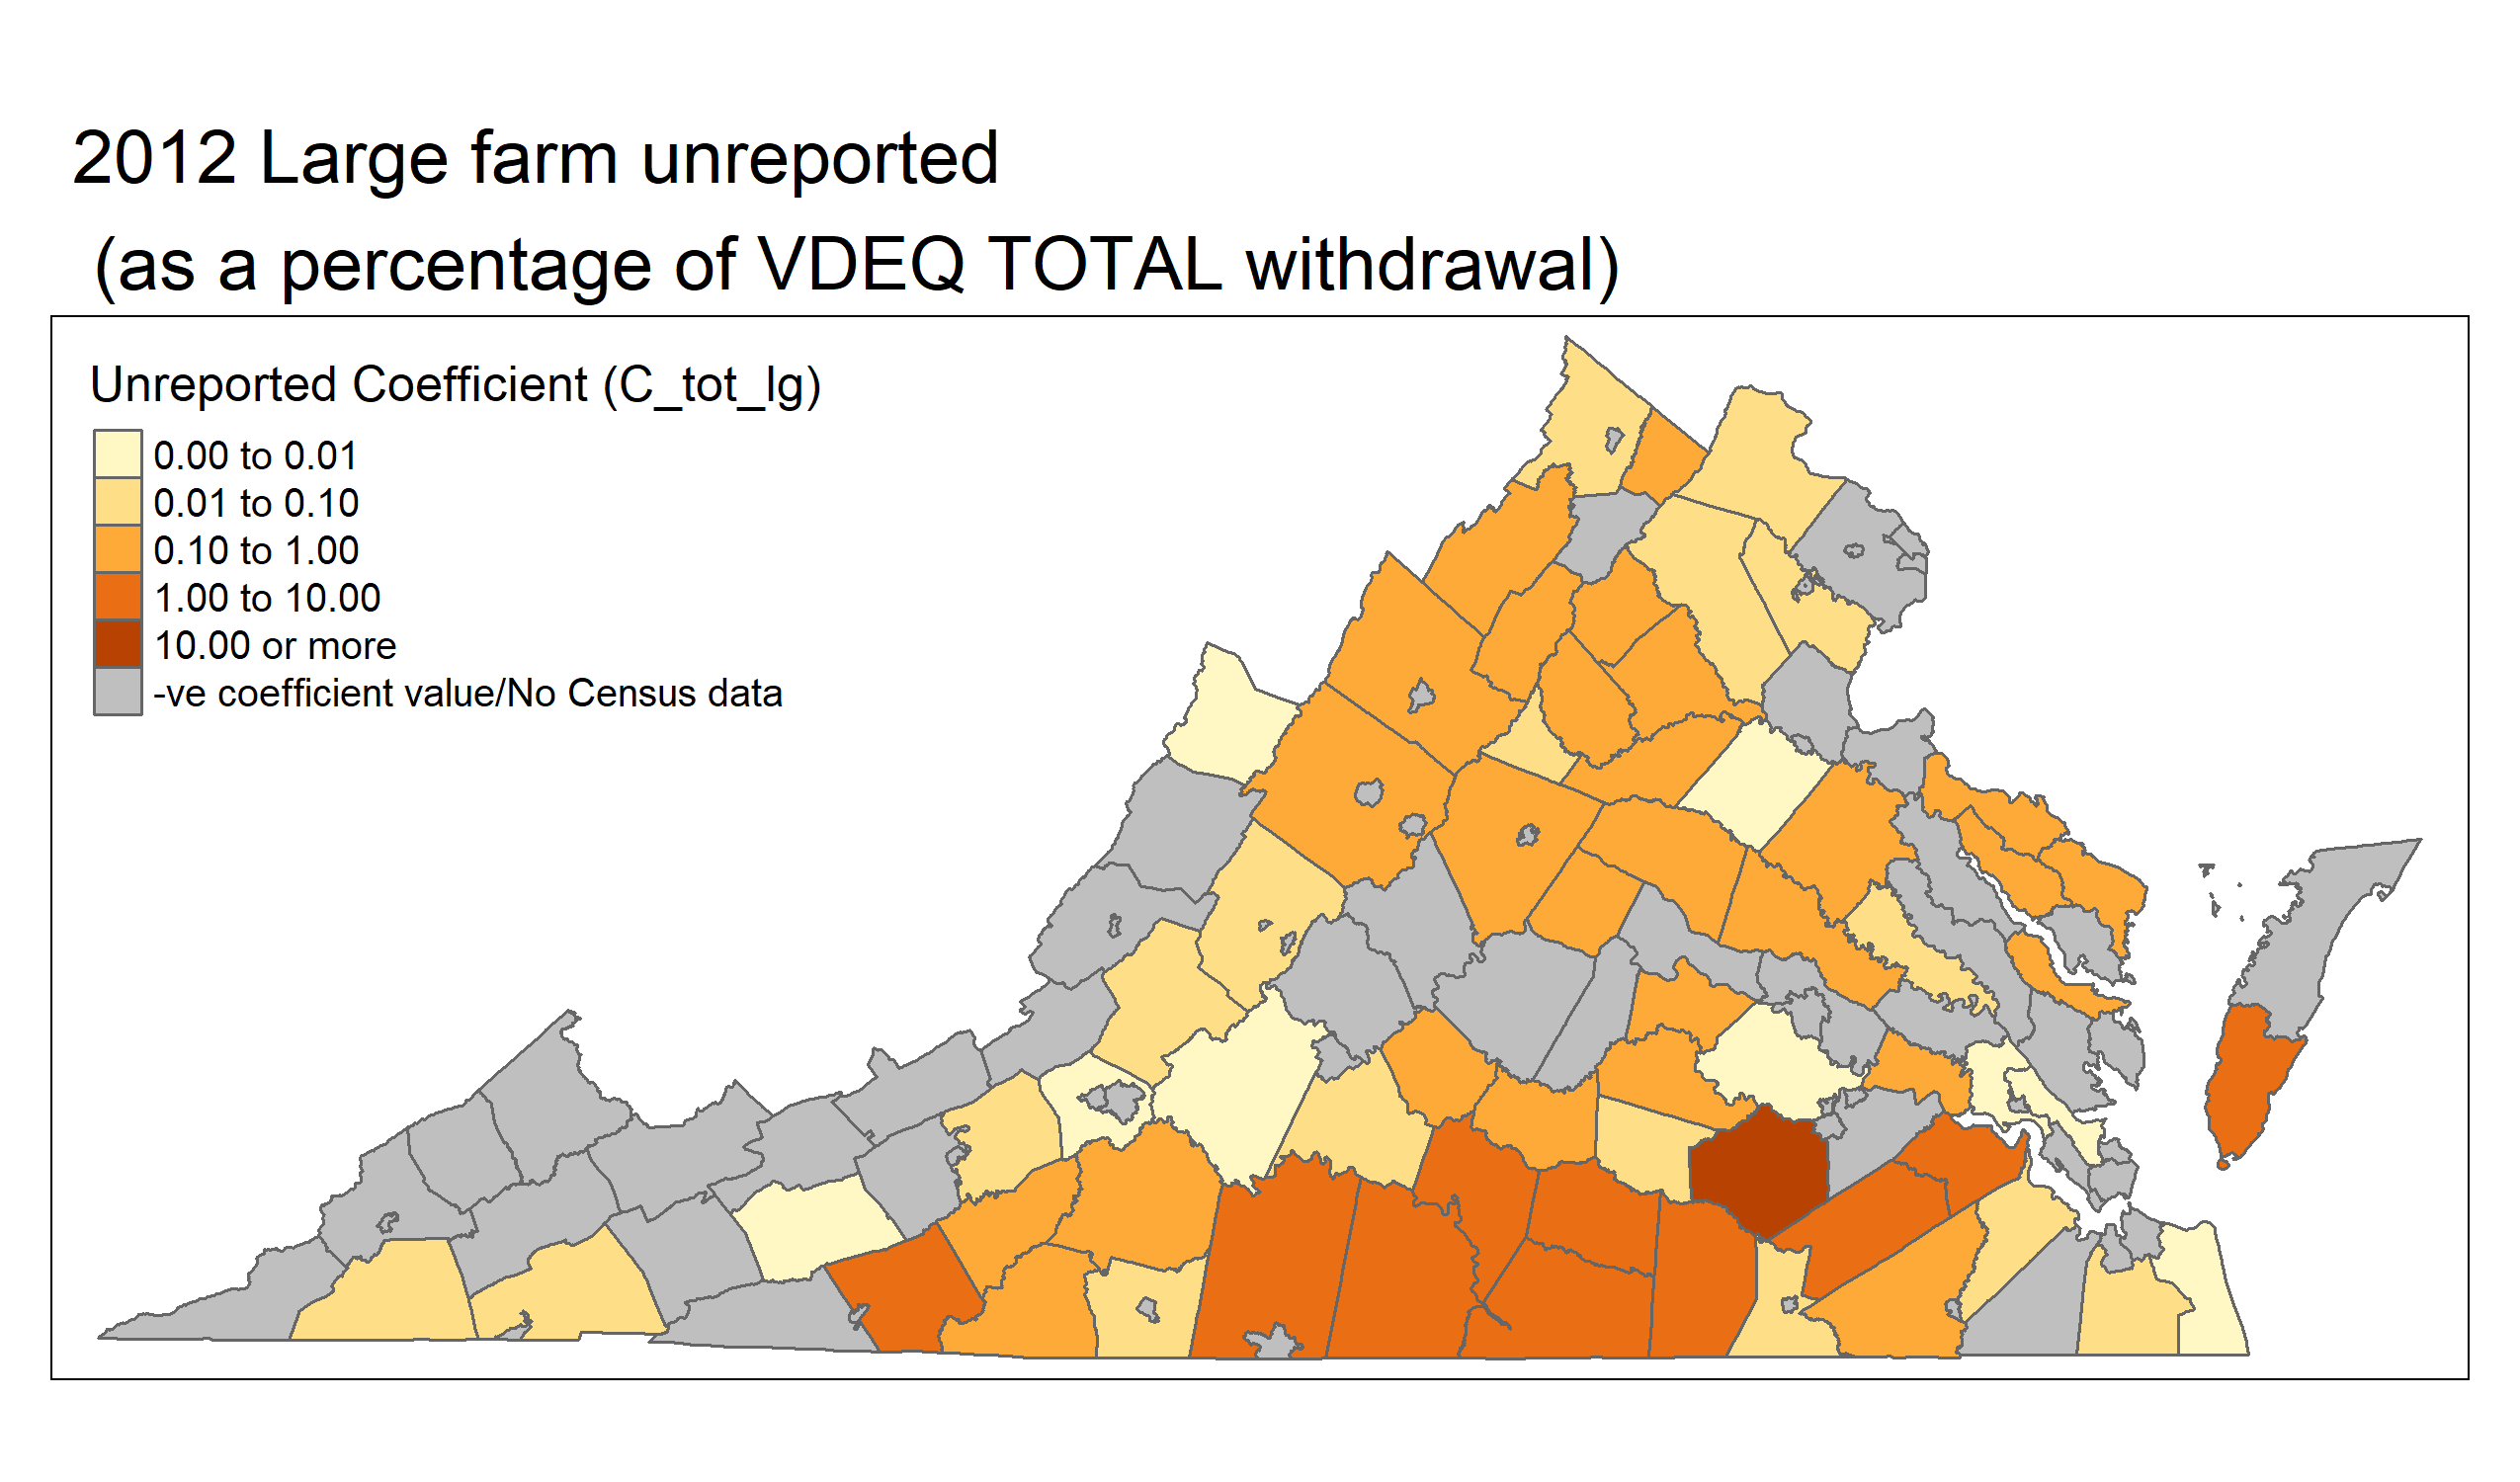 2012 Large farm unreported
(as a percentage of VDEQ TOTAL withdrawal)
Unreported Coefficient (C_tot_lg)
0.00 to 0.01
0.01 to 0.10
0.10 to 1.00
1.00 to 10.00
10.00 or more
-ve coefficient value/No Census data